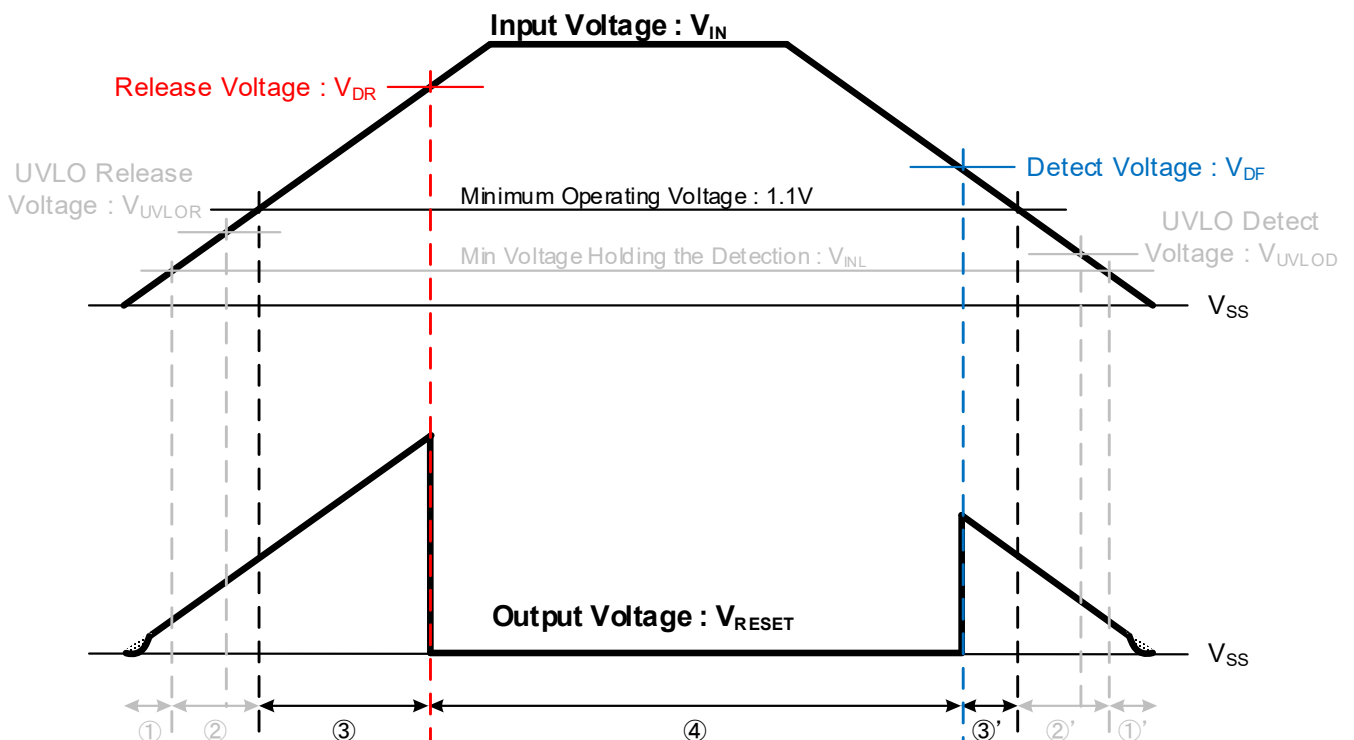 Input Voltage : VIN
Release Voltage : VDR
UVLO Release
Voltage : VUVLOR
Minimum Operating Voltage : 1.1V
Detect Voltage : VDF
UVLO Detect
Voltage : VUVLOD
Min Voltage Holding the Detection : VINL
VSS
Output Voltage : VRESET
VSS
① ② ③ ④ ③' ②' ①'